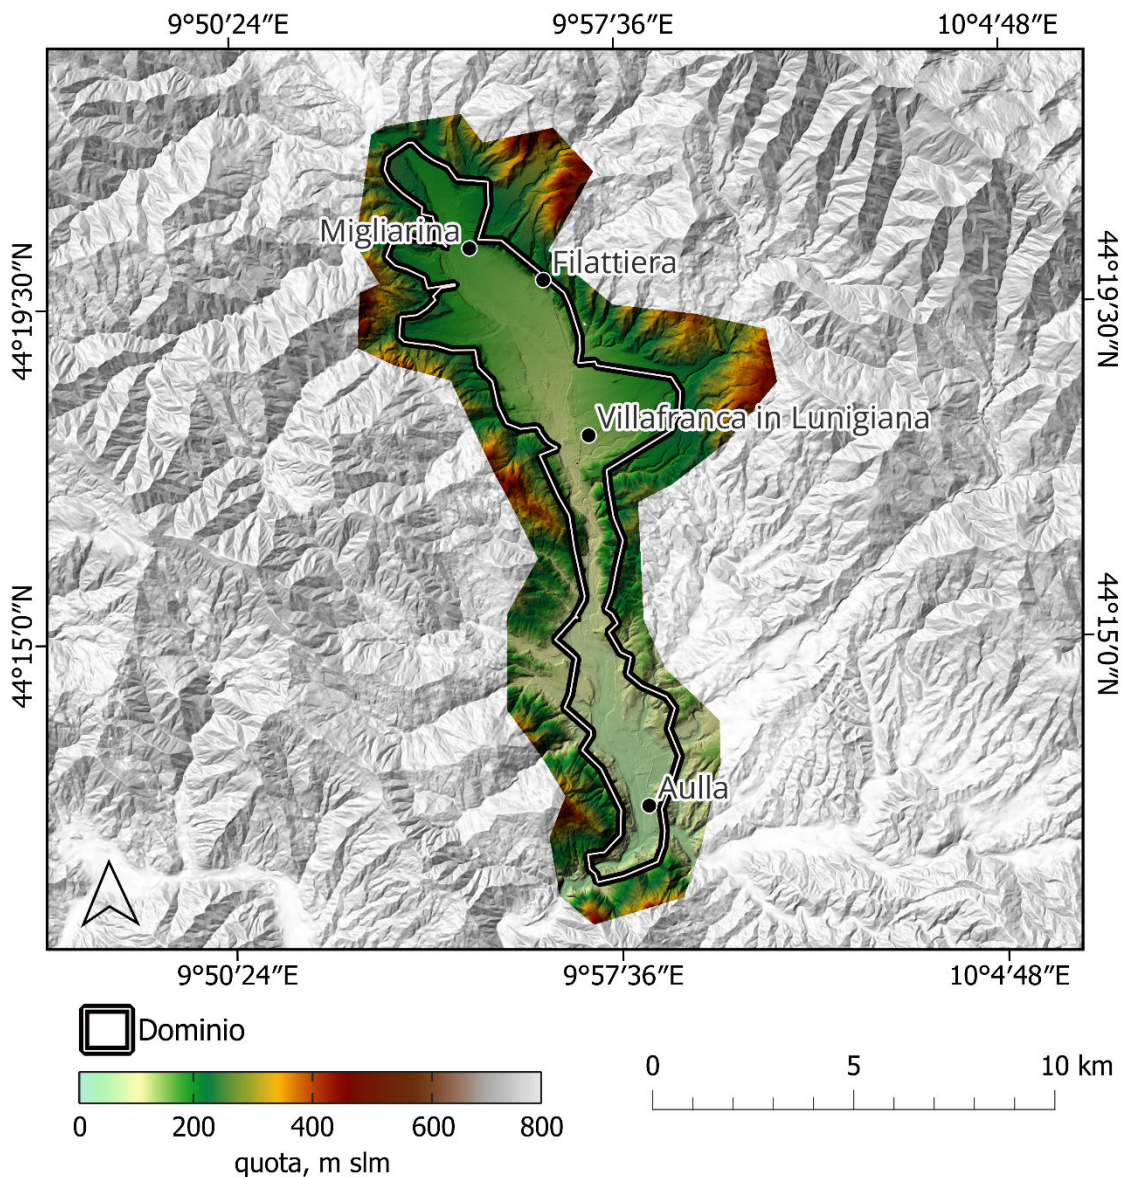 9°50′24″E 9°57′36″E 10°4′48″E
Migliarina
Filattiera
44°19′30″N 44°19′30″N
Villafranca in Lunigiana
44°15′0″N 44°15′0″N
Aulla
9°50′24″E 9°57′36″E 10°4′48″E
Dominio
0 5 10 km
0 200 400 600 800
quota, m slm